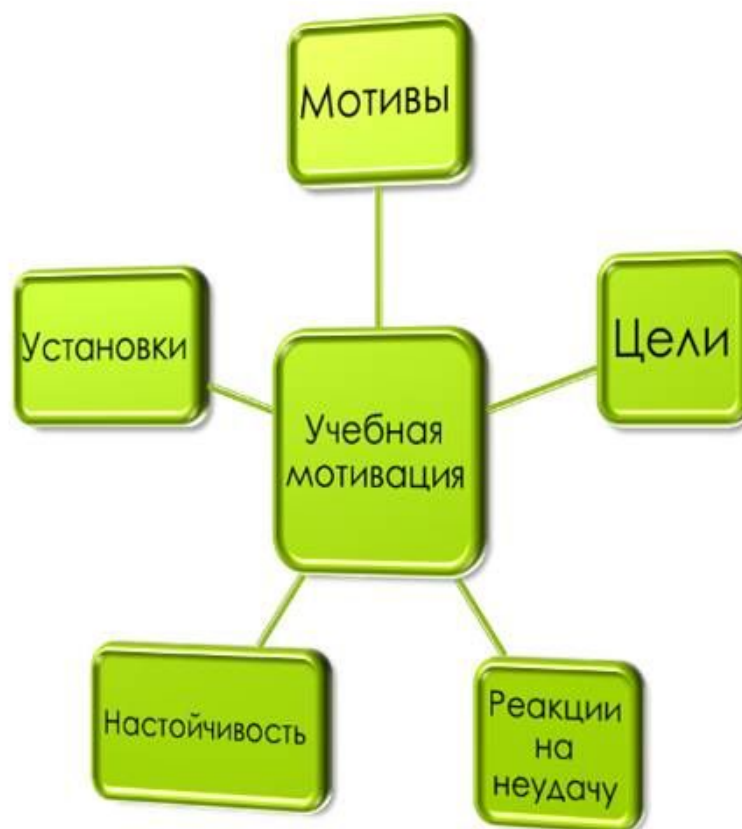 Мотивы
Установки
Цели
Учебная
мотивация
Настойчивость
Реакции
на
неудачу